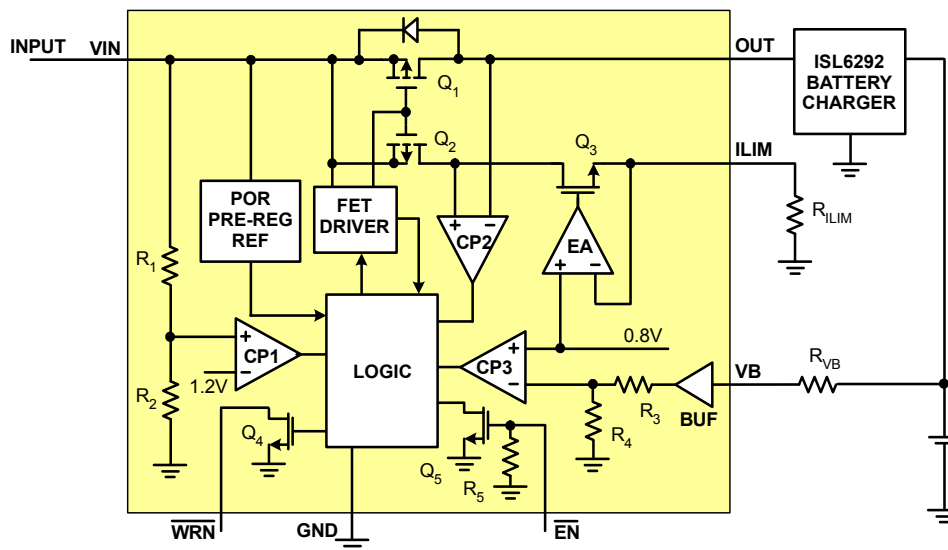 INPUT
VIN
OUT
ISL6292
BATTERY
CHARGER
Q1
Q2
Q3
ILIM
RILIM
POR
PRE-REG
REF
FET
DRIVER
+ −
CP2
EA
+ −
R1
+
CP1
−
1.2V
LOGIC
+
CP3
−
0.8V
VB
RVB
BUF
R3
R4
R2
Q4
Q5
R5
WRN
GND
EN